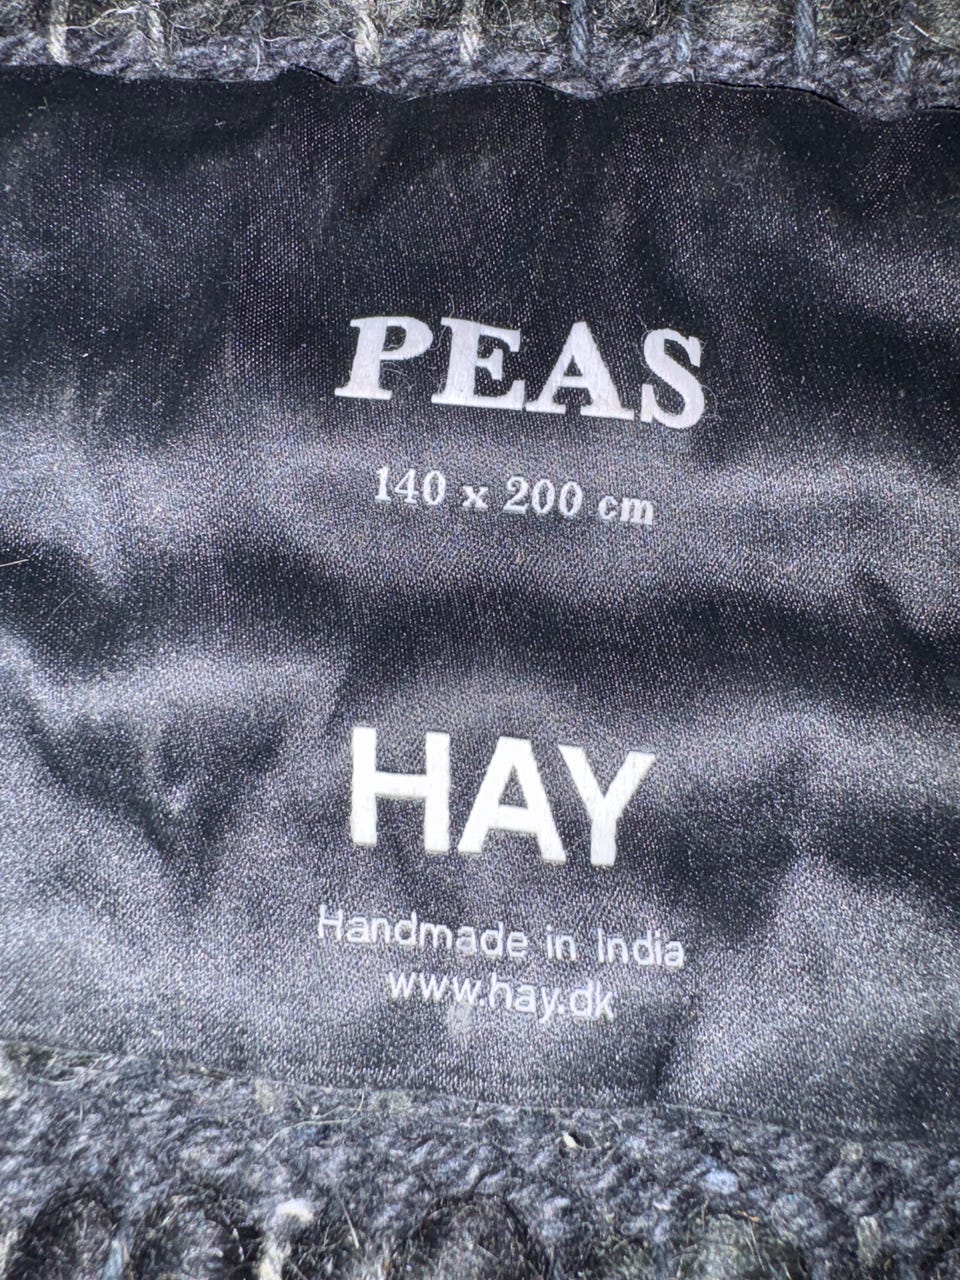 PEAS
140 x 200 cm
HAY
Handmade in India
www.hay.dk